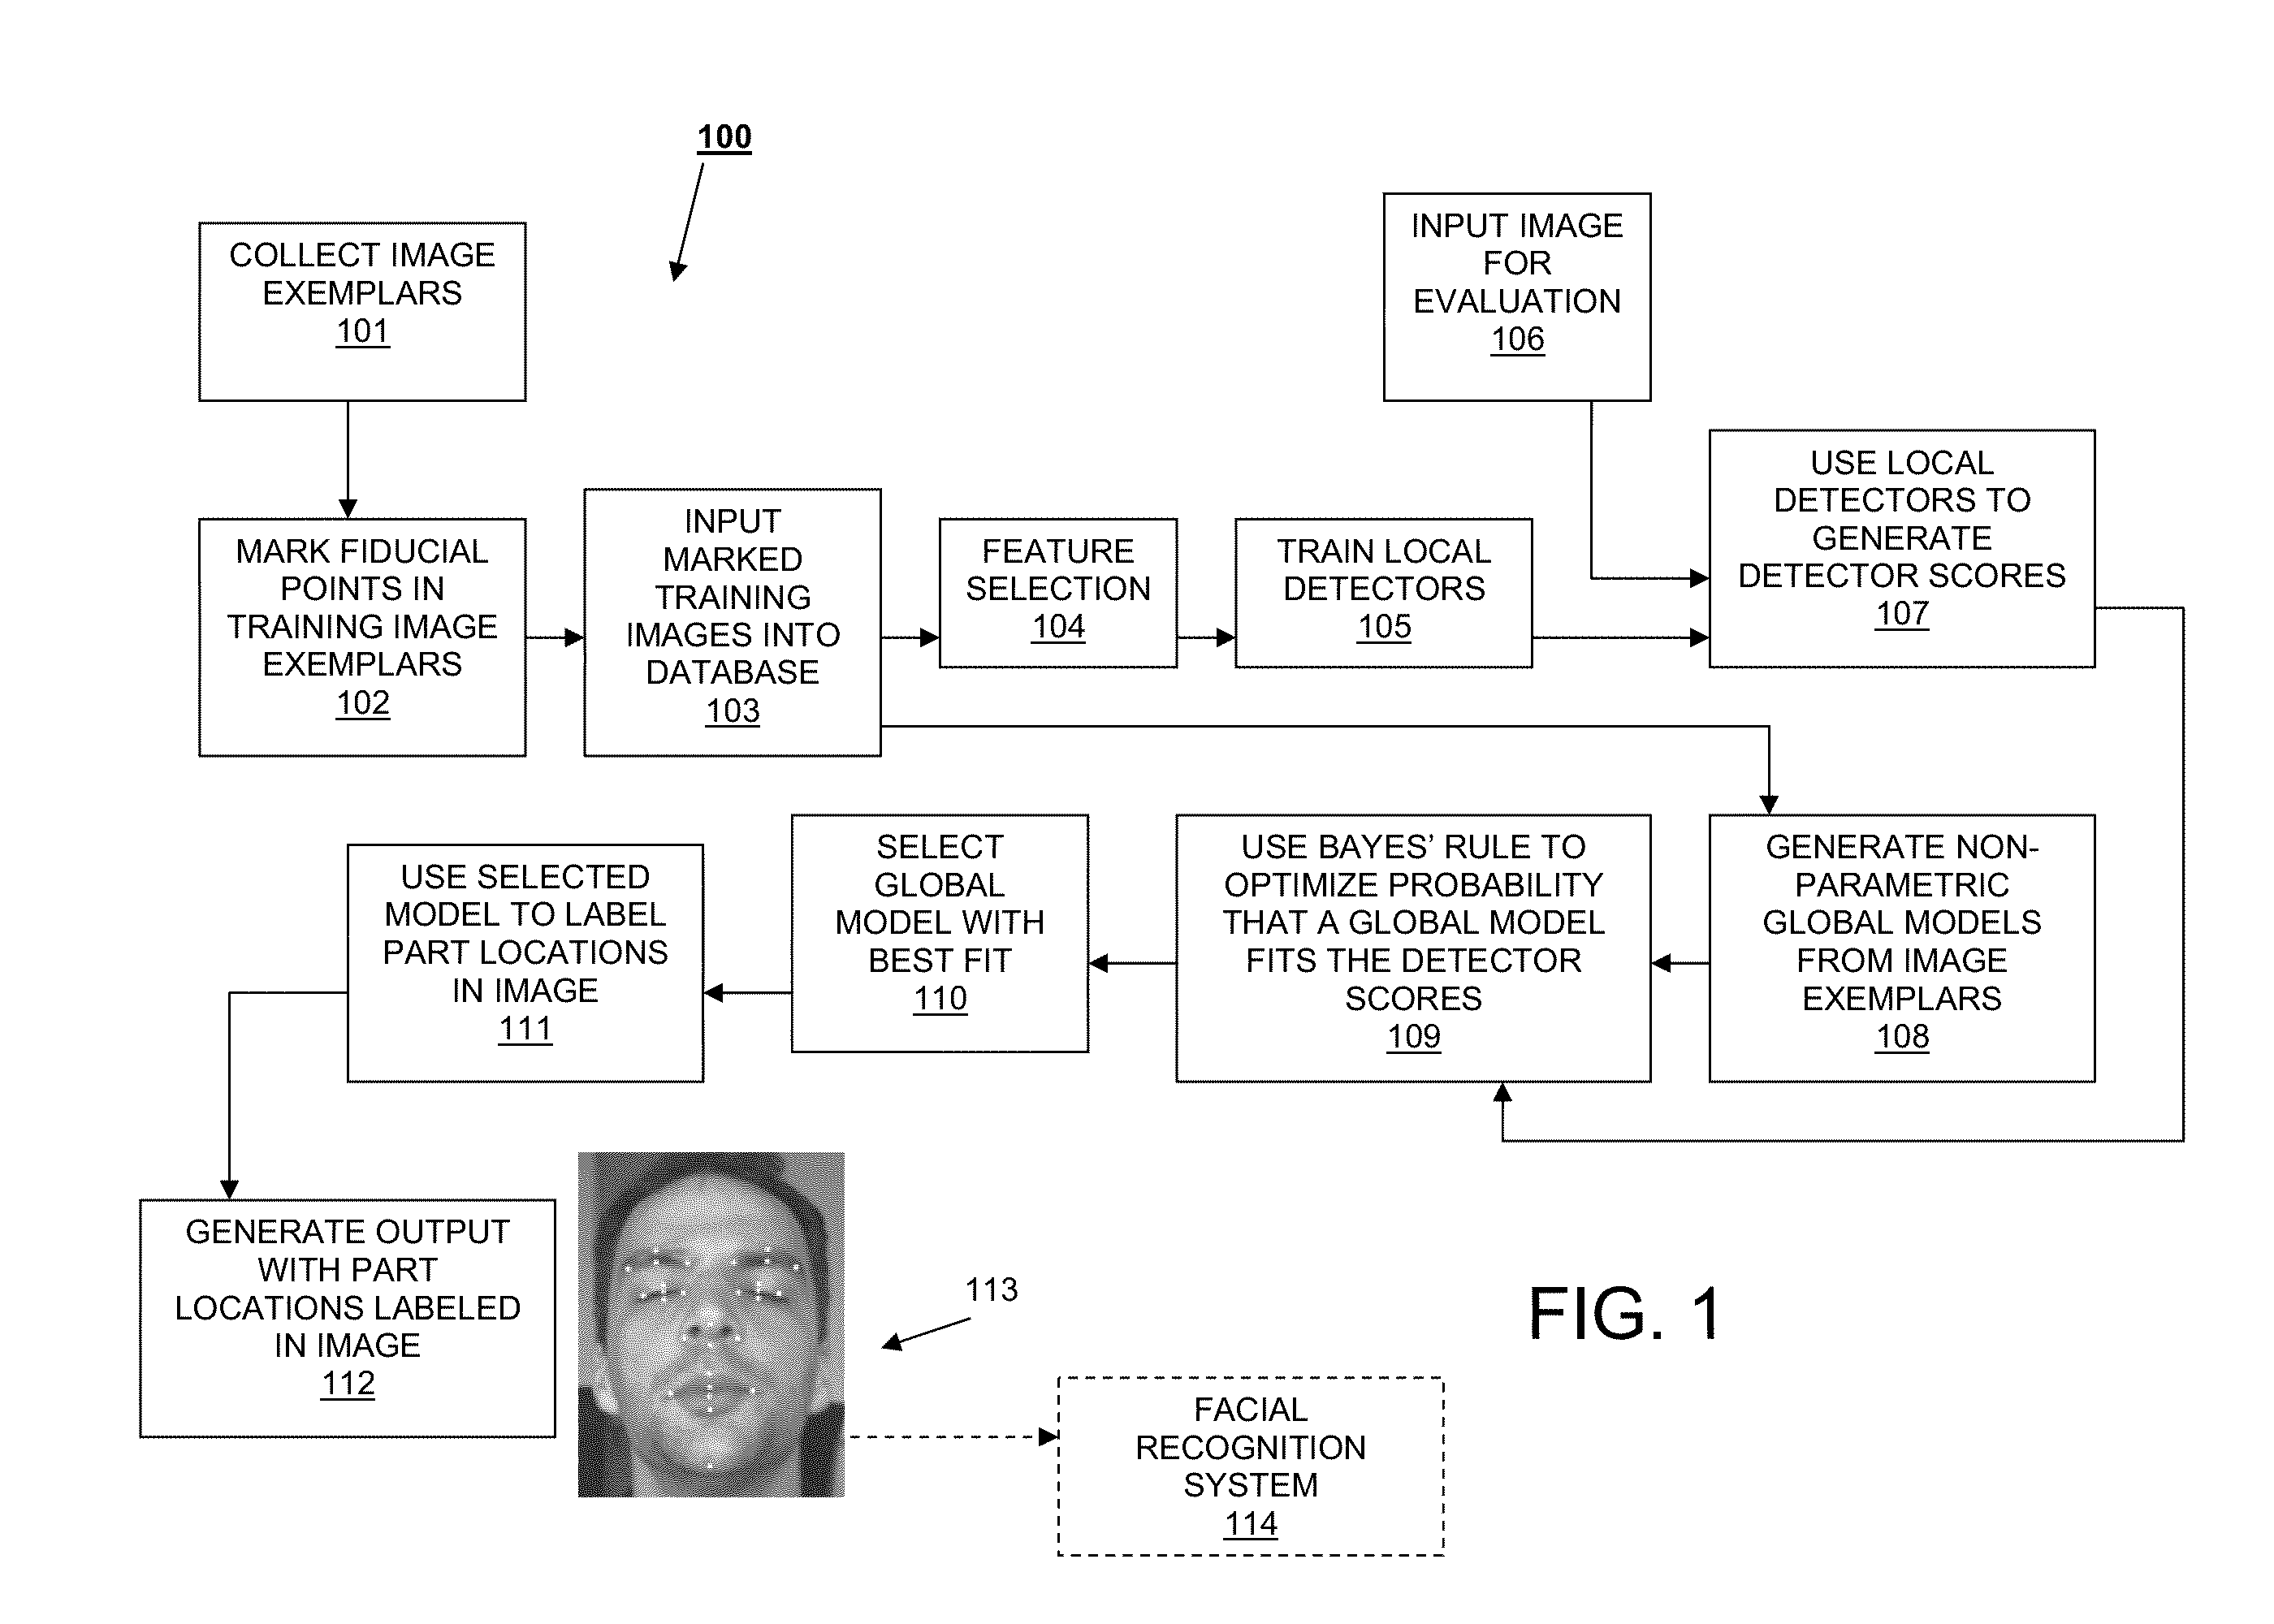 100
COLLECT IMAGE
EXEMPLARS
101
INPUT IMAGE
FOR
EVALUATION
106
MARK FIDUCIAL
POINTS IN
TRAINING IMAGE
EXEMPLARS
102
INPUT
MARKED
TRAINING
IMAGES INTO
DATABASE
103
FEATURE
SELECTION
104
TRAIN LOCAL
DETECTORS
105
USE LOCAL
DETECTORS TO
GENERATE
DETECTOR SCORES
107
GENERATE NON-
PARAMETRIC
GLOBAL MODELS
FROM IMAGE
EXEMPLARS
108
USE BAYES’ RULE TO
OPTIMIZE PROBABILITY
THAT A GLOBAL MODEL
FITS THE DETECTOR
SCORES
109
SELECT
GLOBAL
MODEL WITH
BEST FIT
110
USE SELECTED
MODEL TO LABEL
PART LOCATIONS
IN IMAGE
111
GENERATE OUTPUT
WITH PART
LOCATIONS LABELED
IN IMAGE
112
113
FACIAL
RECOGNITION
SYSTEM
114
FIG. 1